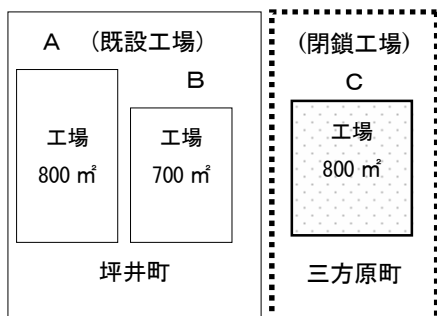 A （既設工場）
B
工場
800 ㎡
工場
700 ㎡
坪井町
（閉鎖工場）
C
工場
800 ㎡
三方原町